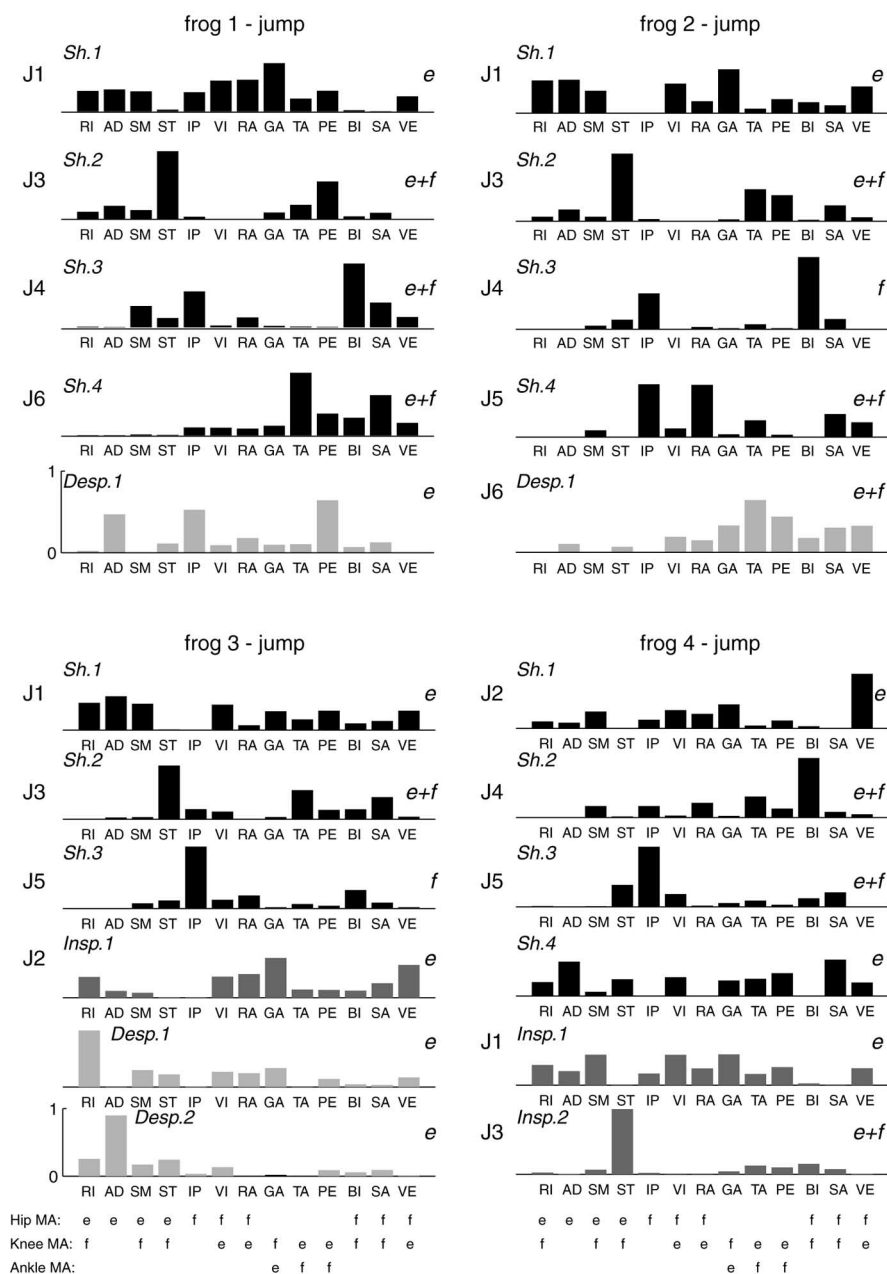 frog 1 - jump
Sh.1
J1
e
RI AD SM ST IP VI RA GA TA PE BI SA VE
Sh.2
J3
e+f
RI AD SM ST IP VI RA GA TA PE BI SA VE
Sh.3
J4
e+f
RI AD SM ST IP VI RA GA TA PE BI SA VE
Sh.4
J6
e+f
RI AD SM ST IP VI RA GA TA PE BI SA VE
1
Desp.1
e
0
RI AD SM ST IP VI RA GA TA PE BI SA VE
frog 2 - jump
Sh.1
J1
e
RI AD SM ST IP VI RA GA TA PE BI SA VE
Sh.2
J3
e+f
RI AD SM ST IP VI RA GA TA PE BI SA VE
Sh.3
J4
f
RI AD SM ST IP VI RA GA TA PE BI SA VE
Sh.4
J5
e+f
RI AD SM ST IP VI RA GA TA PE BI SA VE
Desp.1
J6
e+f
RI AD SM ST IP VI RA GA TA PE BI SA VE
frog 3 - jump
Sh.1
J1
e
RI AD SM ST IP VI RA GA TA PE BI SA VE
Sh.2
J3
e+f
RI AD SM ST IP VI RA GA TA PE BI SA VE
Sh.3
J5
f
RI AD SM ST IP VI RA GA TA PE BI SA VE
Insp.1
J2
e
RI AD SM ST IP VI RA GA TA PE BI SA VE
Desp.1
e
RI AD SM ST IP VI RA GA TA PE BI SA VE
1
Desp.2
e
0
RI AD SM ST IP VI RA GA TA PE BI SA VE
Hip MA: e e e e f f f f f f
Knee MA: f f f e e f e e f f e
Ankle MA: e f f
frog 4 - jump
Sh.1
J2
e
RI AD SM ST IP VI RA GA TA PE BI SA VE
Sh.2
J4
e+f
RI AD SM ST IP VI RA GA TA PE BI SA VE
Sh.3
J5
e+f
RI AD SM ST IP VI RA GA TA PE BI SA VE
Sh.4
e
RI AD SM ST IP VI RA GA TA PE BI SA VE
Insp.1
J1
e
RI AD SM ST IP VI RA GA TA PE BI SA VE
Insp.2
J3
e+f
RI AD SM ST IP VI RA GA TA PE BI SA VE
e e e e f f f f f f
f f f e e f e e f f e
e f f